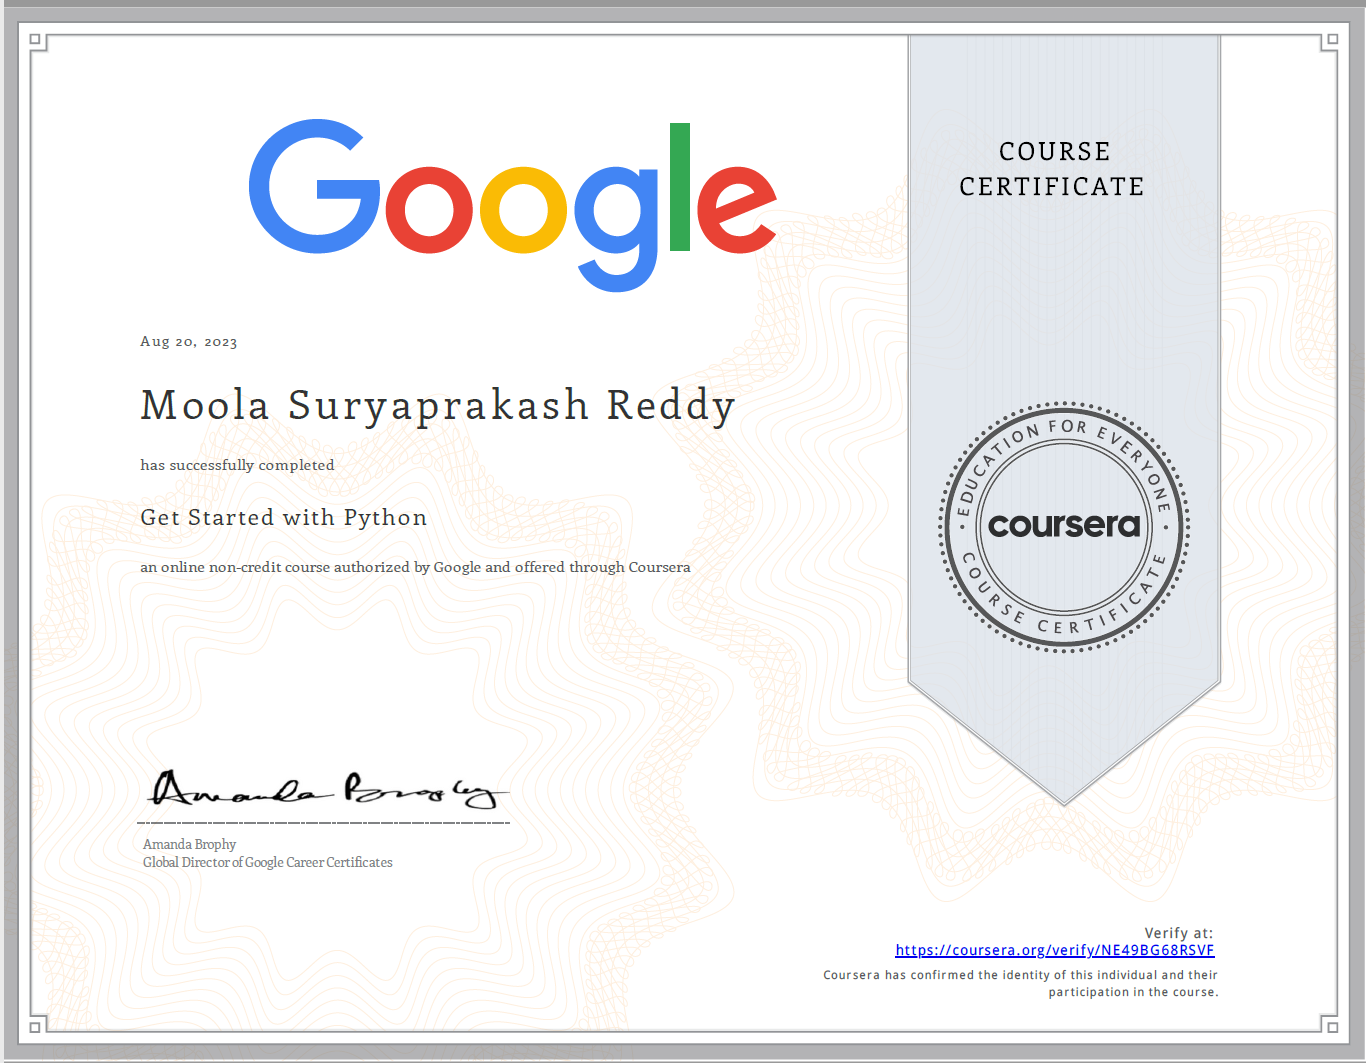 Google
COURSE
CERTIFICATE
Aug 20, 2023
Moola Suryaprakash Reddy
has successfully completed
Get Started with Python
an online non-credit course authorized by Google and offered through Coursera
EDUCATION FOR EVERYONE
coursera
COURSE CERTIFICATE
Amanda Brophy
Amanda Brophy
Global Director of Google Career Certificates
Verify at:
https://coursera.org/verify/NE49BG68RSVF
Coursera has confirmed the identity of this individual and their
participation in the course.